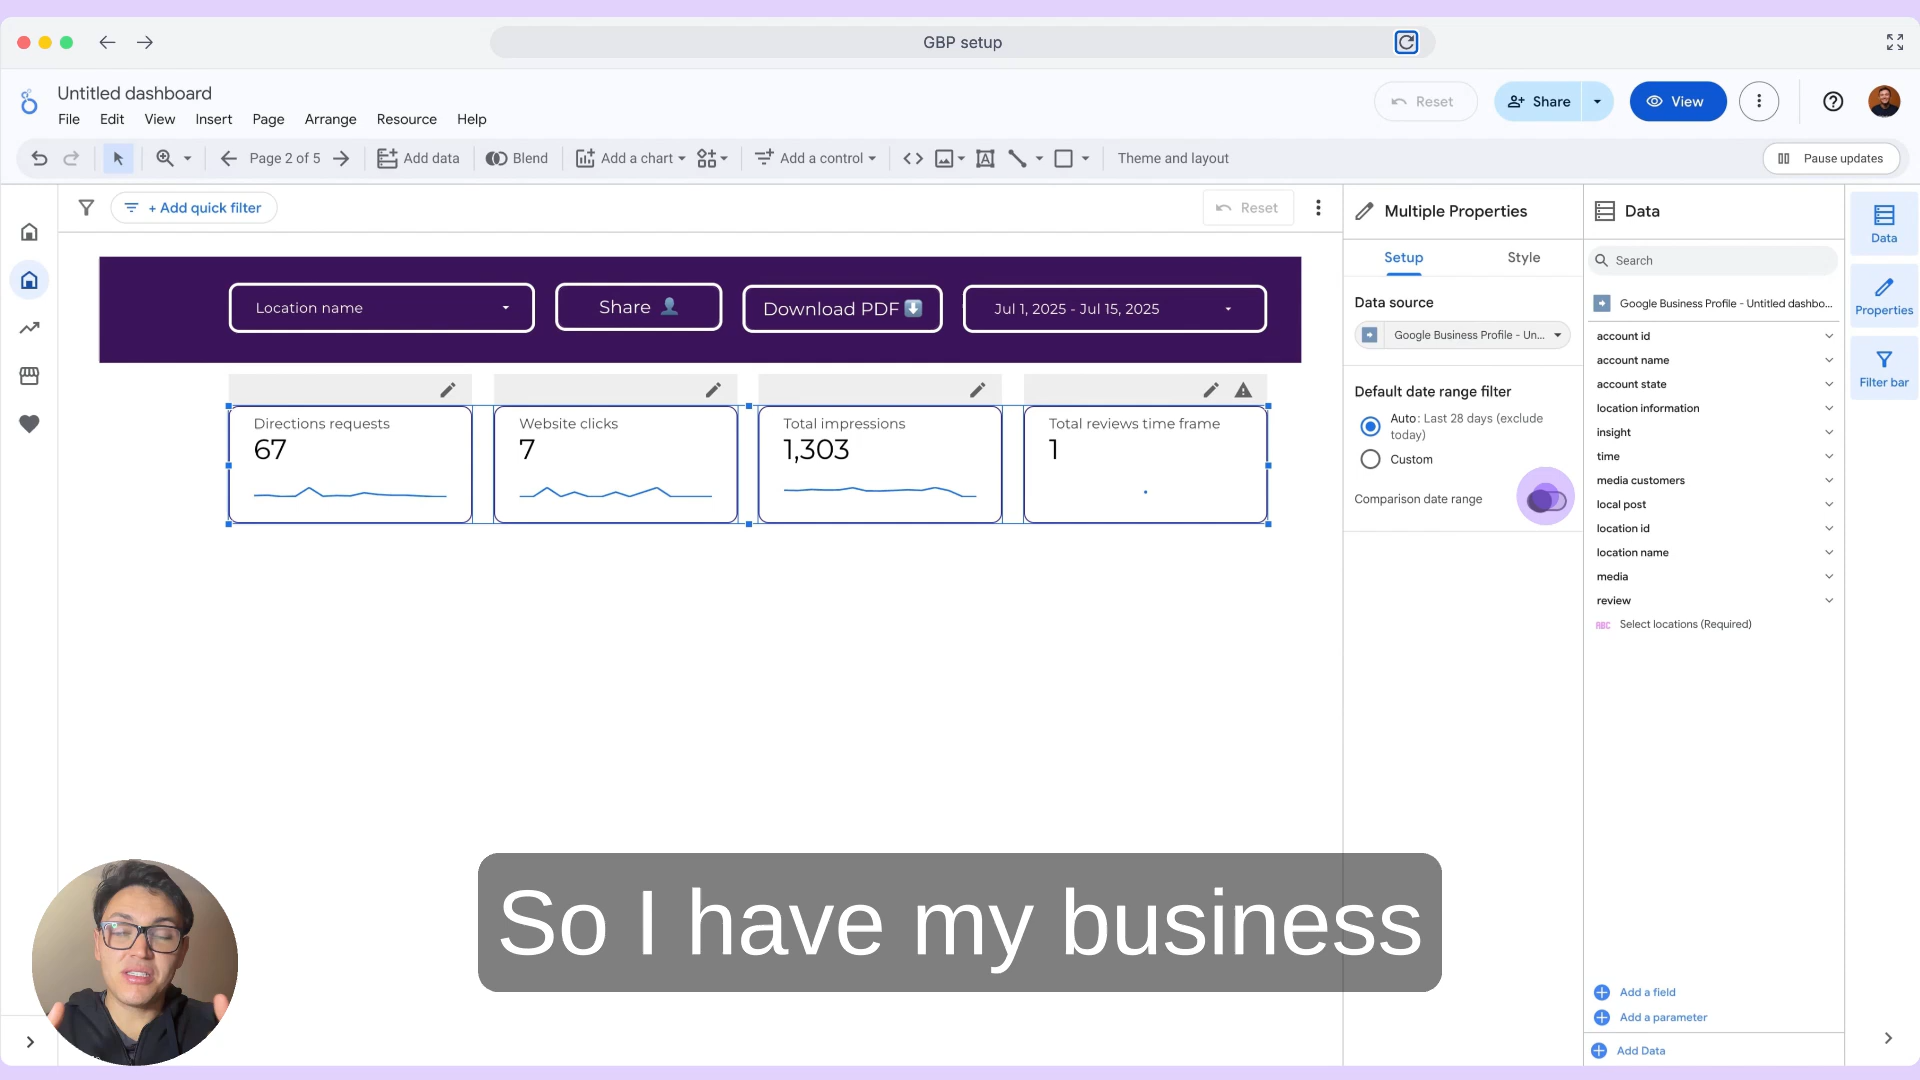 GBP setup
Untitled dashboard
File Edit View Insert Page Arrange Resource Help
Reset
Share
View
Page 2 of 5
Add data
Blend
Add a chart
Add a control
Theme and layout
Pause updates
+ Add quick filter
Reset
Location name
Share
Download PDF
Jul 1, 2025 - Jul 15, 2025
Directions requests
67
Website clicks
7
Total impressions
1,303
Total reviews time frame
1
Multiple Properties
Setup
Style
Data source
Google Business Profile - Un...
Default date range filter
Auto: Last 28 days (exclude
today)
Custom
Comparison date range
Data
Search
Google Business Profile - Untitled dashbo...
account id
account name
account state
location information
insight
time
media customers
local post
location id
location name
media
review
ABC Select locations (Required)
Add a field
Add a parameter
Add Data
Data
Properties
Filter bar
So I have my business